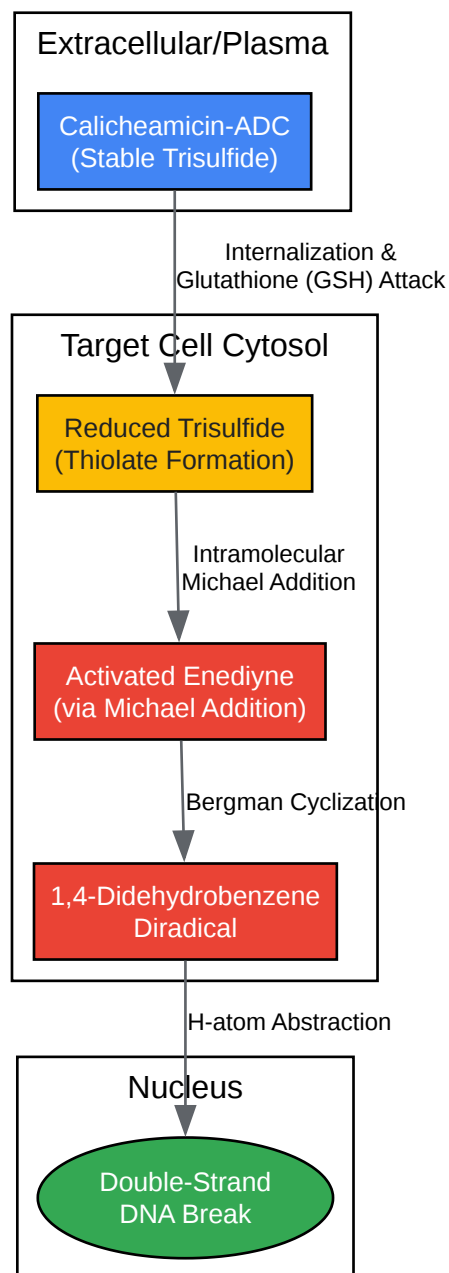 Extracellular/Plasma
Calicheamicin-ADC
(Stable Trisulfide)
Internalization &
Glutathione (GSH) Attack
Target Cell Cytosol
Reduced Trisulfide
(Thiolate Formation)
Intramolecular
Michael Addition
Activated Enediyne
(via Michael Addition)
Bergman Cyclization
1,4-Didehydrobenzene
Diradical
H-atom Abstraction
Nucleus
Double-Strand
DNA Break